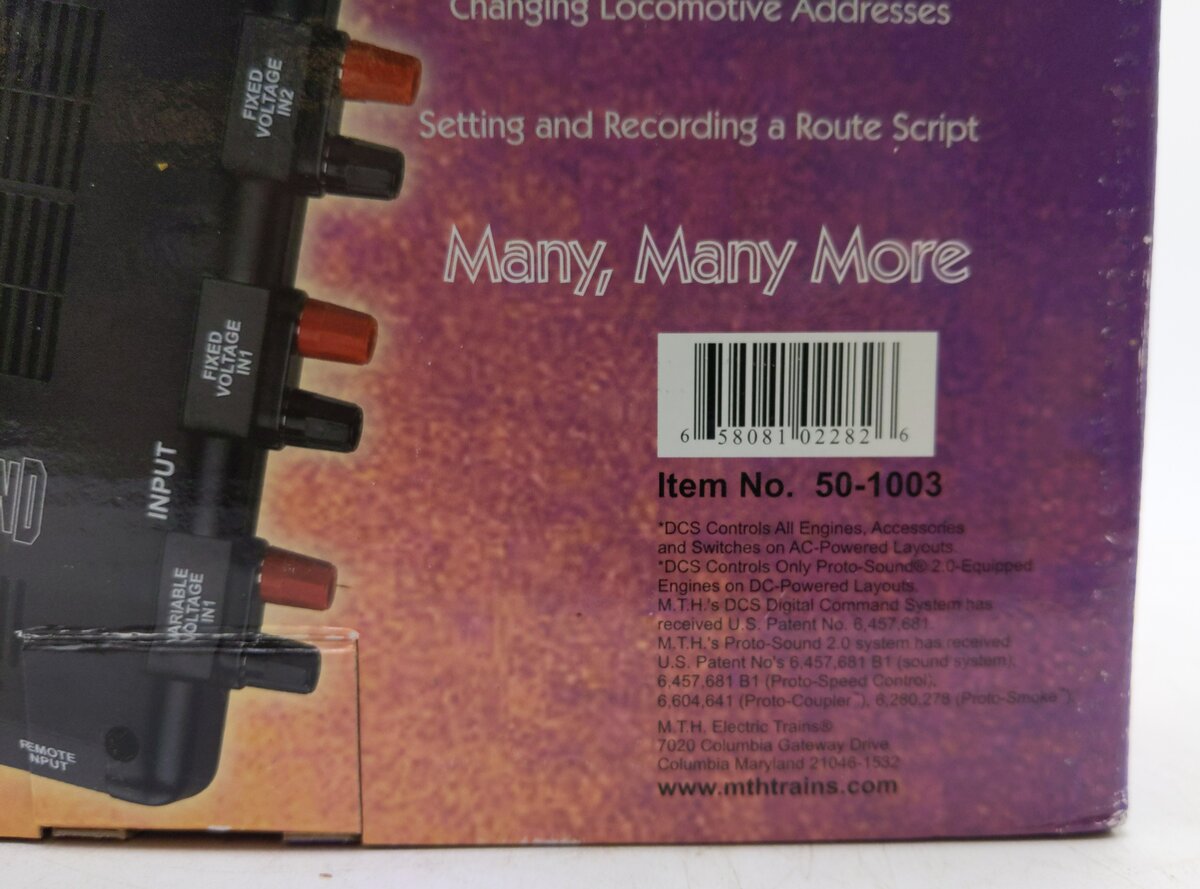 Changing Locomotive Addresses
FIXED
VOLTAGE
IN2
Setting and Recording a Route Script
Many, Many More
FIXED
VOLTAGE
IN1
6 58081 02282 6
INPUT
Item No. 50-1003
*DCS Controls All Engines, Accessories
and Switches on AC-Powered Layouts.
*DCS Controls Only Proto-Sound® 2.0-Equipped
Engines on DC-Powered Layouts.
M.T.H.'s DCS Digital Command System has
received U.S. Patent No. 6,457,681.
M.T.H.'s Proto-Sound 2.0 system has received
U.S. Patent No's 6,457,681 B1 (sound system),
6,457,681 B1 (Proto-Speed Control),
6,604,641 (Proto-Coupler™), 6,280,278 (Proto-Smoke™)
VARIABLE
VOLTAGE
IN1
REMOTE
INPUT
M.T.H. Electric Trains®
7020 Columbia Gateway Drive
Columbia Maryland 21046-1532
www.mthtrains.com